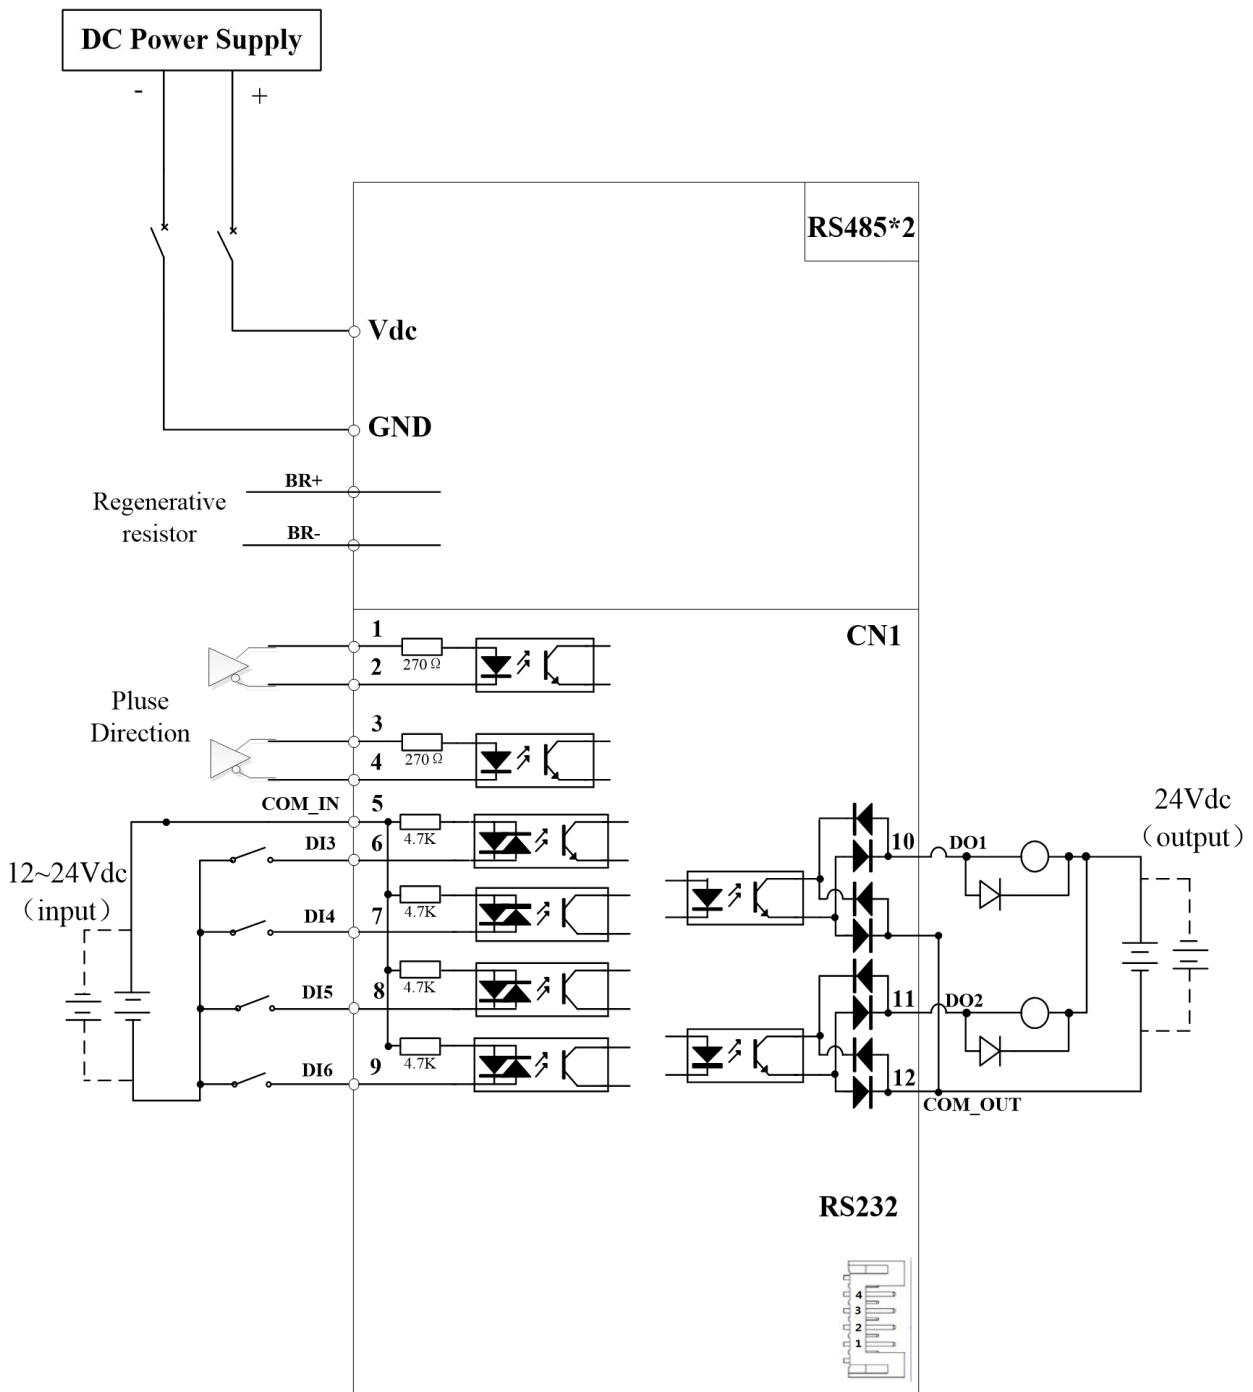 DC Power Supply
- +
RS485*2
Vdc
GND
BR+
Regenerative
resistor
BR-
CN1
1
270 Ω
2
Pluse
Direction
3
270 Ω
4
COM_IN 5
4.7K
DI3 6
12~24Vdc
（input）
DI4 7
4.7K
DI5 8
4.7K
DI6 9
4.7K
10 DO1
24Vdc
（output）
11 DO2
12
COM_OUT
RS232
4
3
2
1